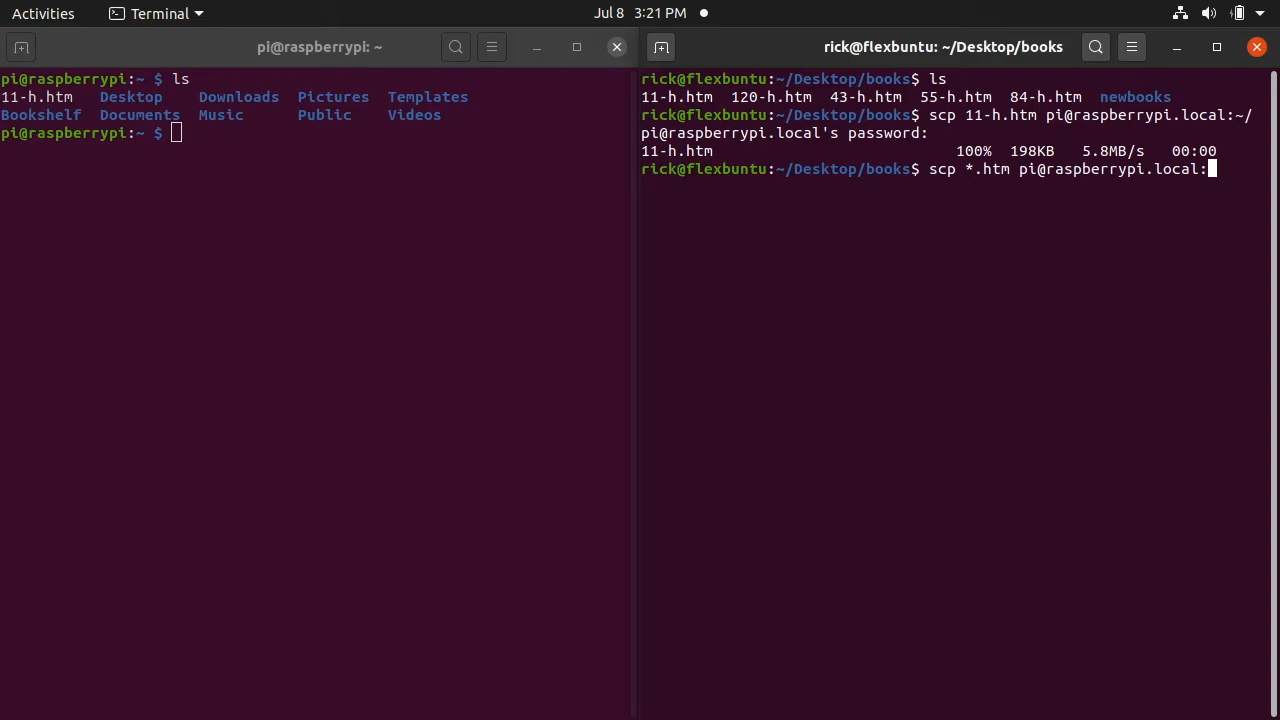 Activities Terminal Jul 8 3:21 PM
pi@raspberrypi: ~
pi@raspberrypi:~ $ ls
11-h.htm Desktop Downloads Pictures Templates
Bookshelf Documents Music Public Videos
pi@raspberrypi:~ $
rick@flexbuntu: ~/Desktop/books
rick@flexbuntu:~/Desktop/books$ ls
11-h.htm 120-h.htm 43-h.htm 55-h.htm 84-h.htm newbooks
rick@flexbuntu:~/Desktop/books$ scp 11-h.htm pi@raspberrypi.local:~/
pi@raspberrypi.local's password:
11-h.htm 100% 198KB 5.8MB/s 00:00
rick@flexbuntu:~/Desktop/books$ scp *.htm pi@raspberrypi.local: